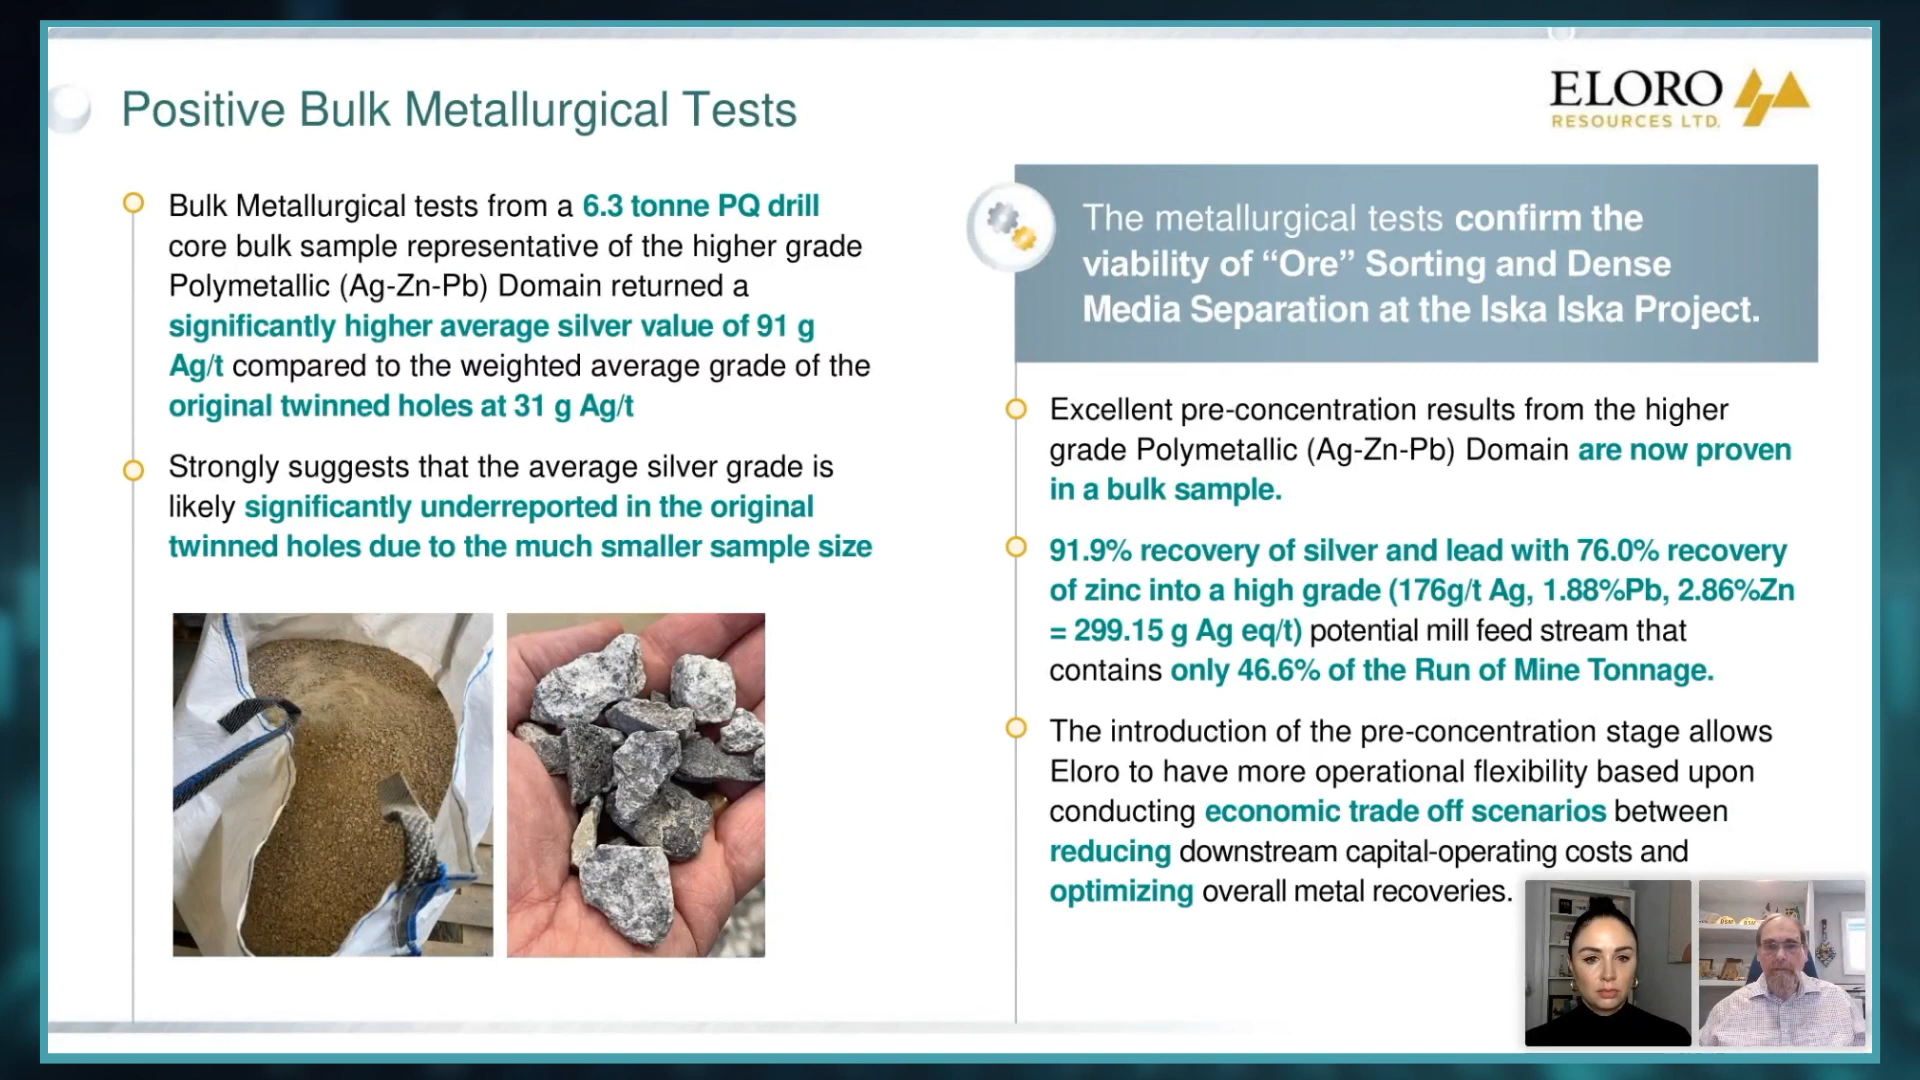 Positive Bulk Metallurgical Tests
ELORO
RESOURCES LTD.
Bulk Metallurgical tests from a 6.3 tonne PQ drill
core bulk sample representative of the higher grade
Polymetallic (Ag-Zn-Pb) Domain returned a
significantly higher average silver value of 91 g
Ag/t compared to the weighted average grade of the
original twinned holes at 31 g Ag/t
Strongly suggests that the average silver grade is
likely significantly underreported in the original
twinned holes due to the much smaller sample size
The metallurgical tests confirm the
viability of “Ore” Sorting and Dense
Media Separation at the Iska Iska Project.
Excellent pre-concentration results from the higher
grade Polymetallic (Ag-Zn-Pb) Domain are now proven
in a bulk sample.
91.9% recovery of silver and lead with 76.0% recovery
of zinc into a high grade (176g/t Ag, 1.88%Pb, 2.86%Zn
= 299.15 g Ag eq/t) potential mill feed stream that
contains only 46.6% of the Run of Mine Tonnage.
The introduction of the pre-concentration stage allows
Eloro to have more operational flexibility based upon
conducting economic trade off scenarios between
reducing downstream capital-operating costs and
optimizing overall metal recoveries.